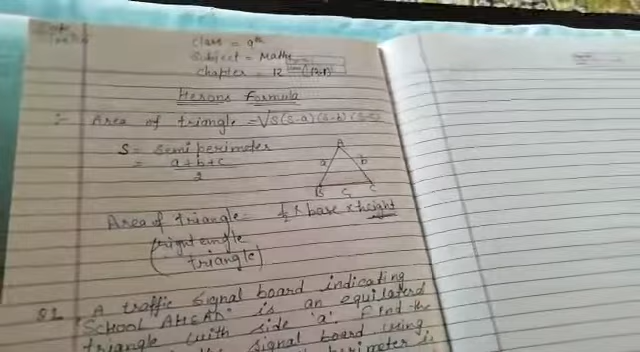 class = 9th
Subject = Maths
Chapter = 12
Herons Formula
Area of triangle = √s(s-a)(s-b)(s-c)
S = semi perimeter
= a+b+c
2
A
a b
B C C
Area of triangle = ½ × base × height
(right angle
triangle)
Q1. A traffic signal board indicating
"SCHOOL AHEAD" is an equilateral
triangle with side 'a'. Find the
signal board using
perimeter is